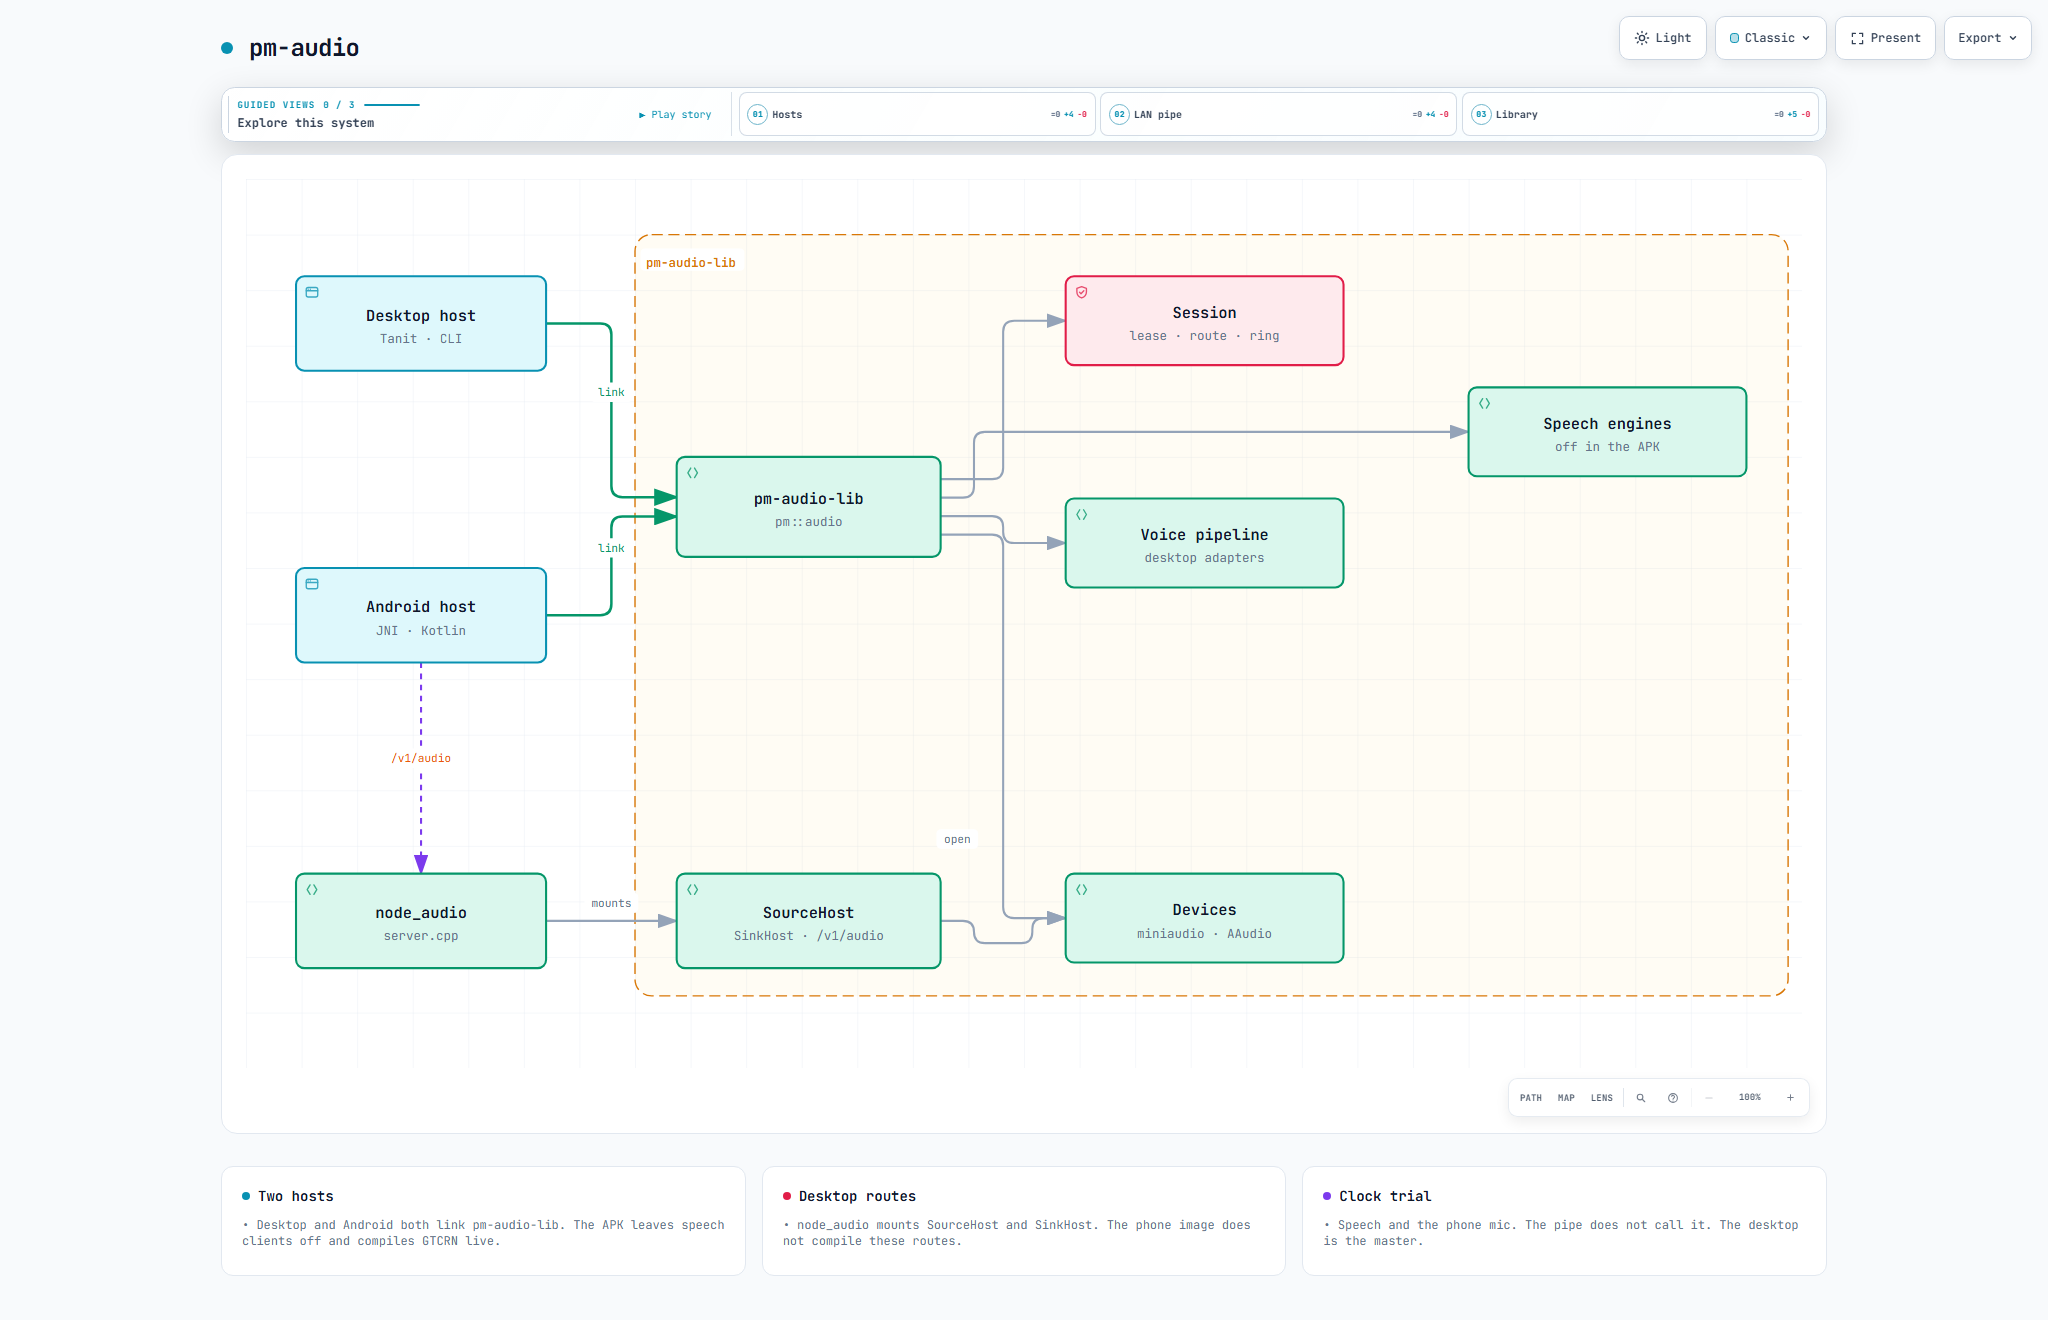 pm-audio
Light
Classic
Present
Export
GUIDED VIEWS 0 / 3
Explore this system
▶ Play story
01 Hosts =0 +4 -0
02 LAN pipe =0 +4 -0
03 Library =0 +5 -0
pm-audio-lib
Desktop host
Tanit · CLI
Session
lease · route · ring
link
Speech engines
off in the APK
pm-audio-lib
pm::audio
Voice pipeline
desktop adapters
link
Android host
JNI · Kotlin
/v1/audio
open
node_audio
server.cpp
mounts
SourceHost
SinkHost · /v1/audio
Devices
miniaudio · AAudio
PATH MAP LENS − 100% +
Two hosts
• Desktop and Android both link pm-audio-lib. The APK leaves speech
clients off and compiles GTCRN live.
Desktop routes
• node_audio mounts SourceHost and SinkHost. The phone image does
not compile these routes.
Clock trial
• Speech and the phone mic. The pipe does not call it. The desktop
is the master.